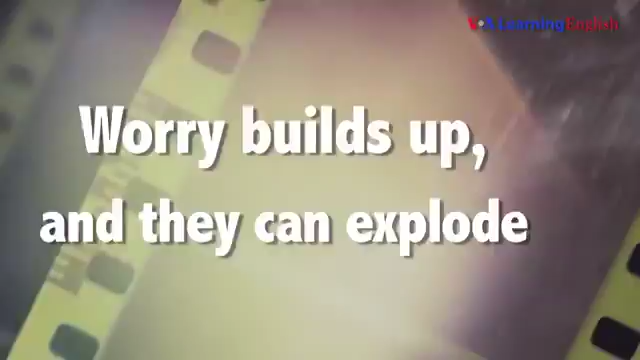 VOA Learning English
Worry builds up,
and they can explode